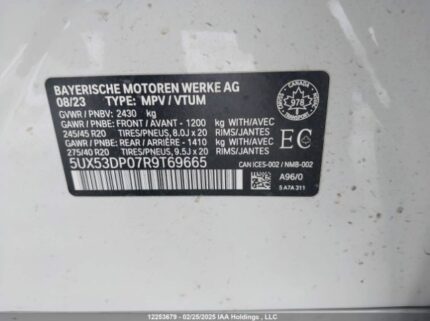 BAYERISCHE MOTOREN WERKE AG
08/23 TYPE: MPV / VTUM
GVWR / PNBV: 2430 kg
GAWR / PNBE: FRONT / AVANT - 1200 kg WITH/AVEC
245/45 R20 TIRES/PNEUS, 8.0J x 20 RIMS/JANTES
GAWR / PNBE: REAR / ARRIÈRE - 1410 kg WITH/AVEC
275/40 R20 TIRES/PNEUS, 9.5J x 20 RIMS/JANTES
5UX53DP07R9T69665
CANADA
978
EC
CAN ICES-002 / NMB-002
A96/0
5 A7A 311
12253679 - 02/25/2025 IAA Holdings